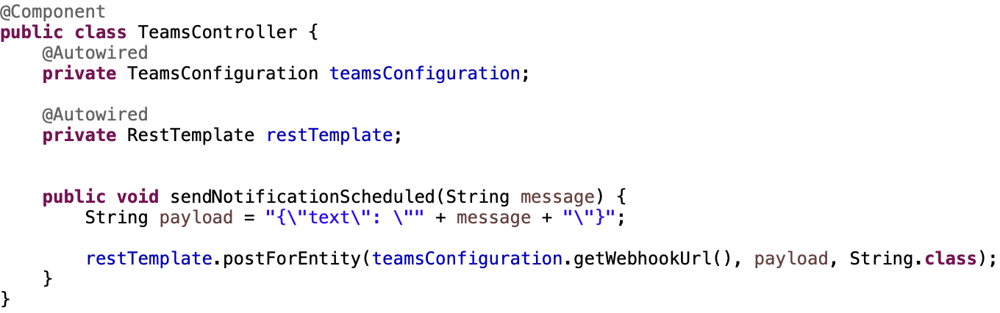 @Component
public class TeamsController {
    @Autowired
    private TeamsConfiguration teamsConfiguration;

    @Autowired
    private RestTemplate restTemplate;


    public void sendNotificationScheduled(String message) {
        String payload = "{\"text\": \"" + message + "\"}";

        restTemplate.postForEntity(teamsConfiguration.getWebhookUrl(), payload, String.class);
    }
}